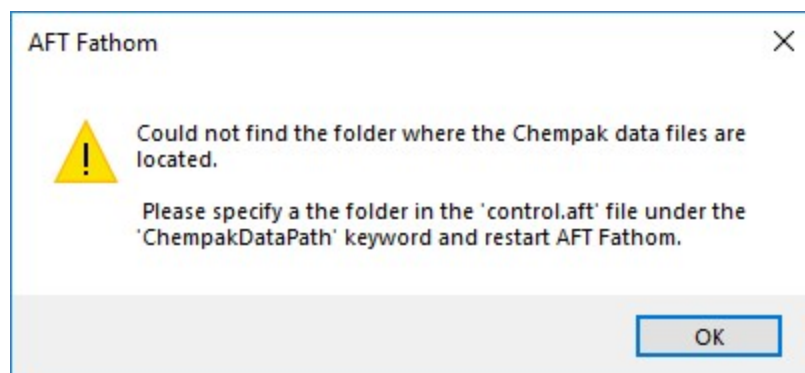 AFT Fathom
Could not find the folder where the Chempak data files are
located.
Please specify a the folder in the 'control.aft' file under the
'ChempakDataPath' keyword and restart AFT Fathom.
OK